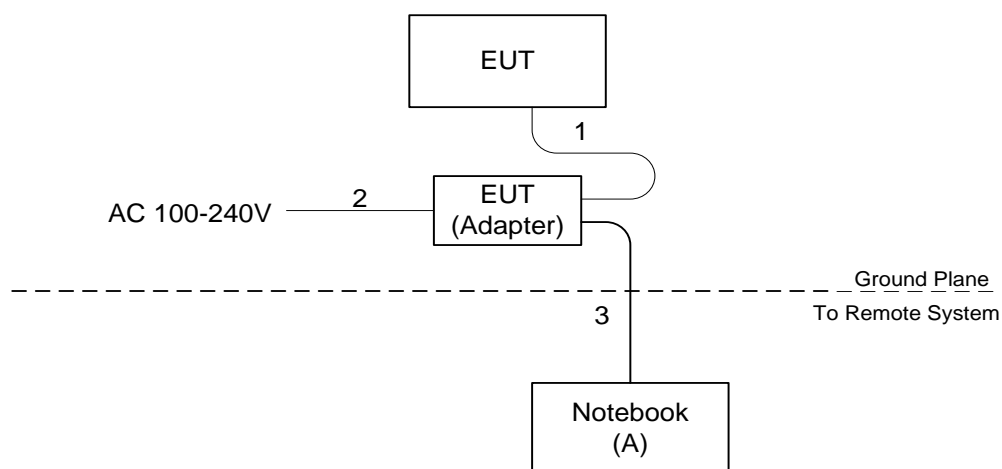 EUT
1
EUT
(Adapter)
2
AC 100-240V
Ground Plane
To Remote System
3
Notebook
(A)